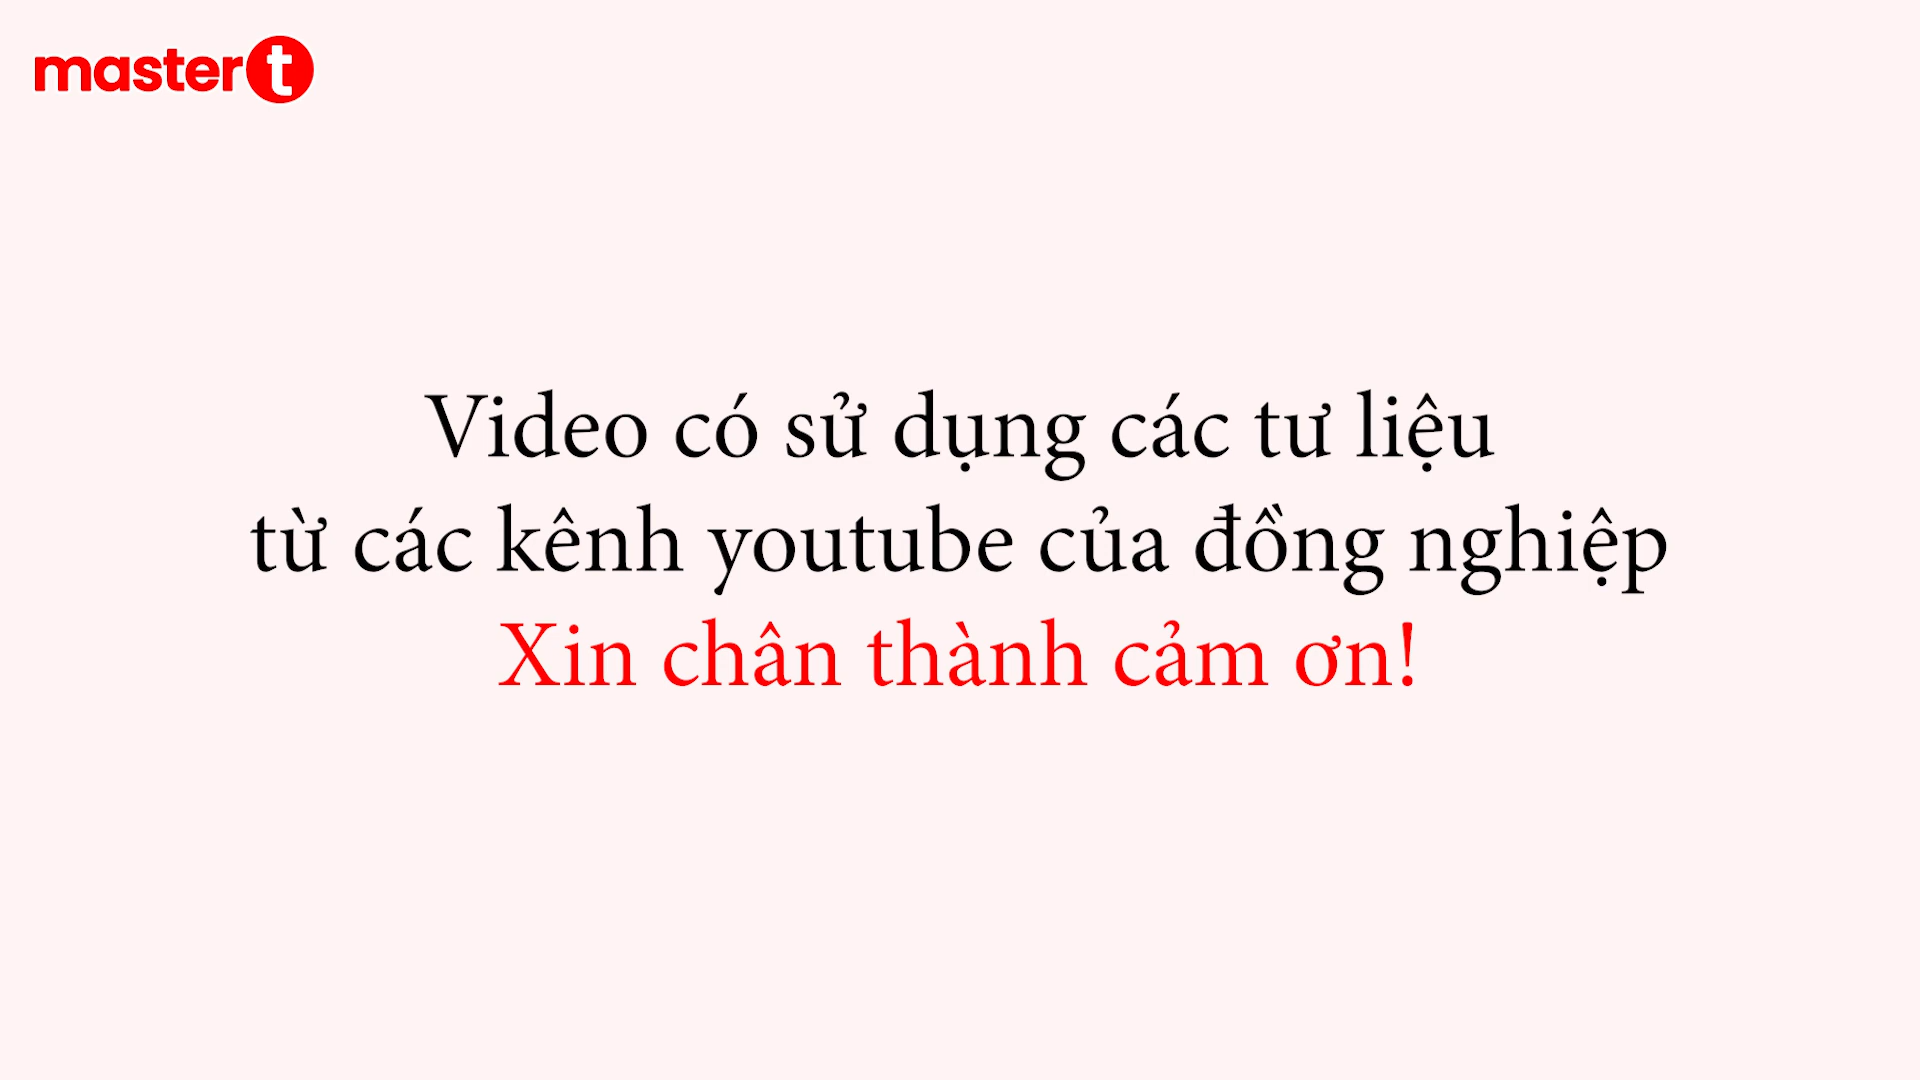 mastert
Video có sử dụng các tư liệu
từ các kênh youtube của đồng nghiệp
Xin chân thành cảm ơn!